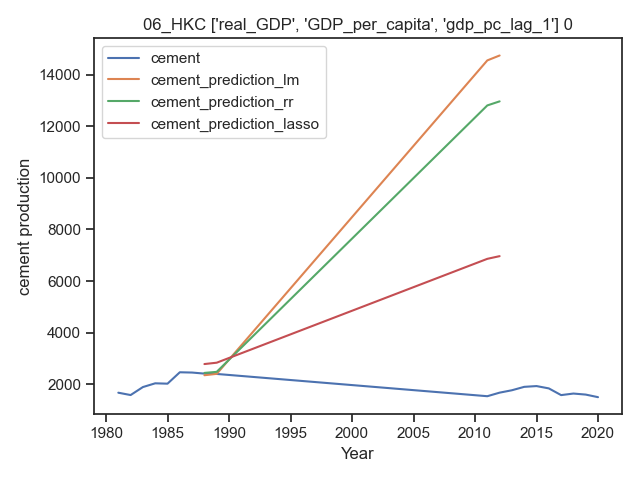 06_HKC ['real_GDP', 'GDP_per_capita', 'gdp_pc_lag_1'] 0
cement
cement_prediction_lm
cement_prediction_rr
cement_prediction_lasso
cement production
14000
12000
10000
8000
6000
4000
2000
1980 1985 1990 1995 2000 2005 2010 2015 2020
Year